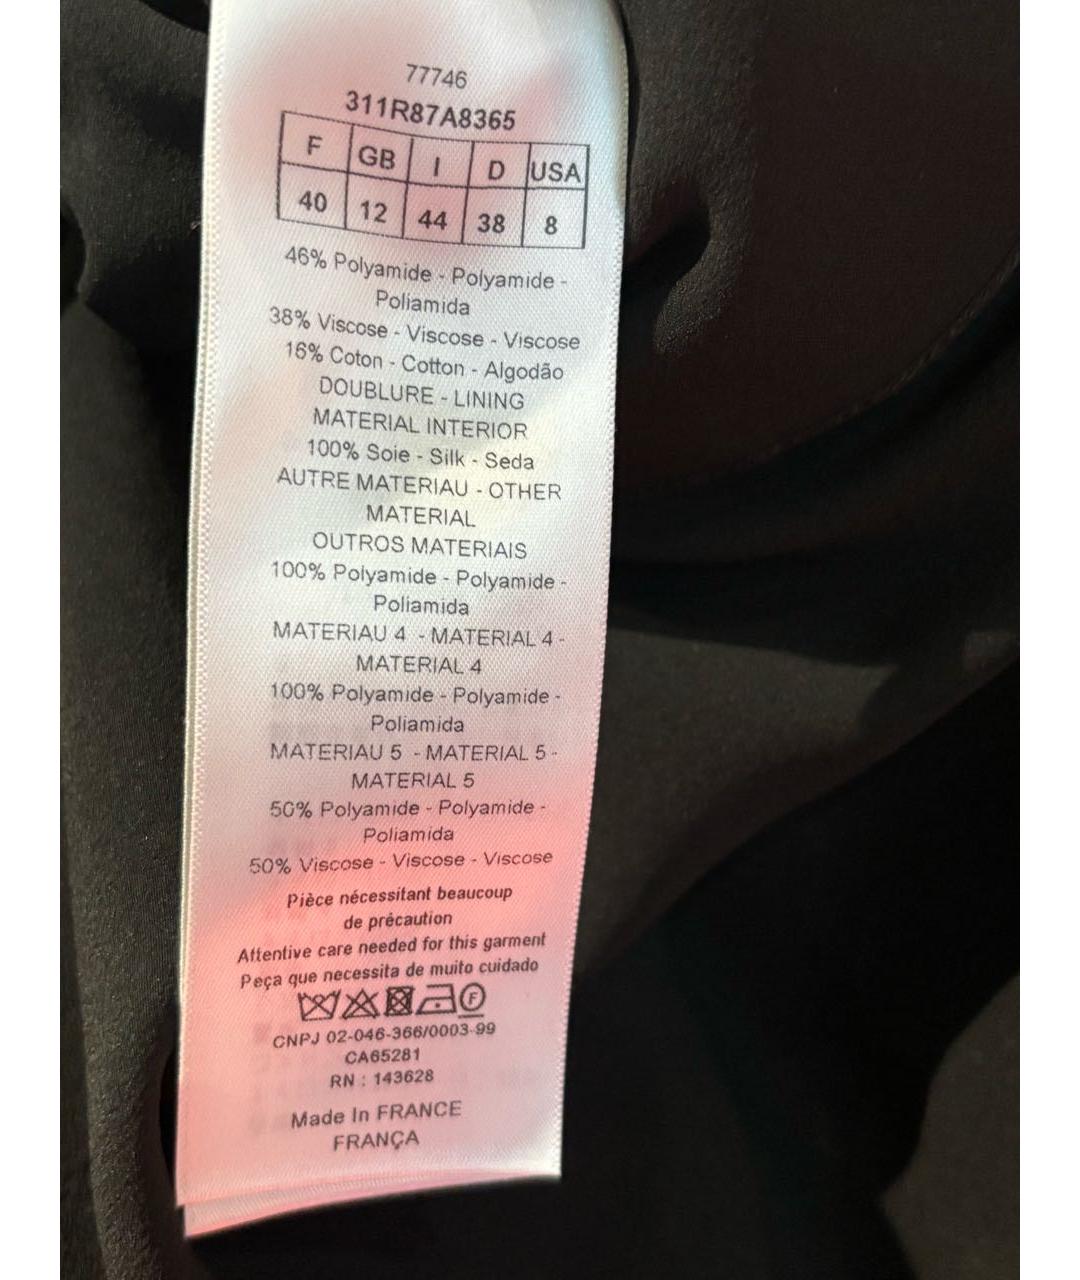 77746
311R87A8365
F GB I D USA
40 12 44 38 8
46% Polyamide - Polyamide -
Poliamida
38% Viscose - Viscose - Viscose
16% Coton - Cotton - Algodão
DOUBLURE - LINING
MATERIAL INTERIOR
100% Soie - Silk - Seda
AUTRE MATERIAU - OTHER
MATERIAL
OUTROS MATERIAIS
100% Polyamide - Polyamide -
Poliamida
MATERIAU 4 - MATERIAL 4 -
MATERIAL 4
100% Polyamide - Polyamide -
Poliamida
MATERIAU 5 - MATERIAL 5 -
MATERIAL 5
50% Polyamide - Polyamide -
Poliamida
50% Viscose - Viscose - Viscose
Pièce nécessitant beaucoup
de précaution
Attentive care needed for this garment
Peça que necessita de muito cuidado
F
CNPJ 02-046-366/0003-99
CA65281
RN : 143628
Made In FRANCE
FRANÇA